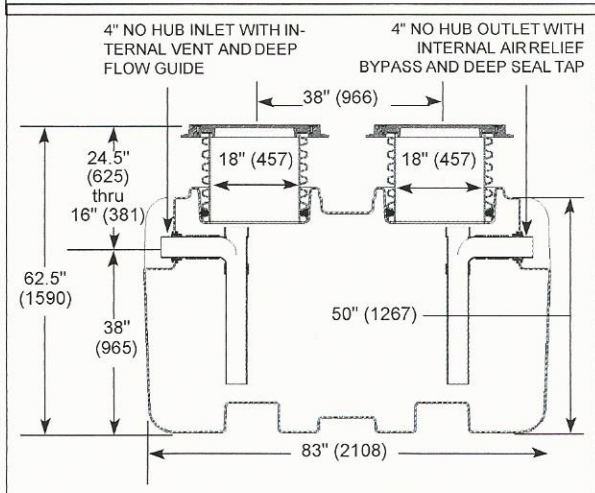 4" NO HUB INLET WITH IN-
TERNAL VENT AND DEEP
FLOW GUIDE
4" NO HUB OUTLET WITH
INTERNAL AIR RELIEF
BYPASS AND DEEP SEAL TAP
38" (966)
24.5"
(625)
thru
16" (381)
18" (457)
18" (457)
62.5"
(1590)
38"
(965)
50" (1267)
83" (2108)